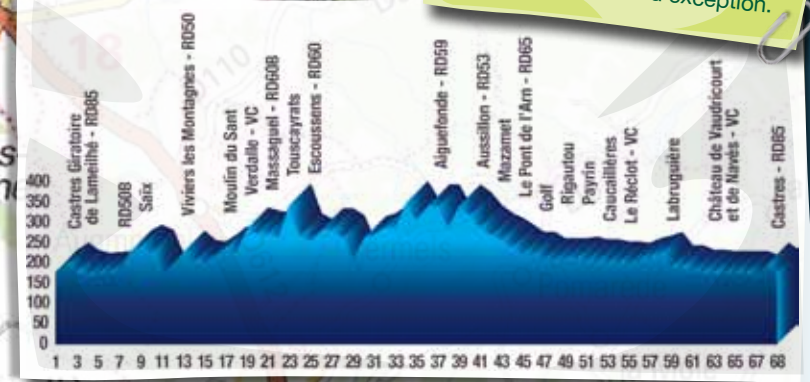 exception.
18
D110
Castres Giratoire
de Lameilhé - RD85
RD50B
Saïx
Viviers les Montagnes - RD50
Moulin du Sant
Verdalle - VC
Massaguel - RD60B
Touscayrats
Escoussens - RD60
Aiguefonde - RD59
Aussillon - RD53
Mazamet
Le Pont de l'Arn - RD65
Golf
Rigautou
Payrin
Caucalières
Le Réclot - VC
Labruguière
Château de Vaudricourt
et de Navès - VC
Castres - RD85
400
350
300
250
200
150
100
50
0
1 3 5 7 9 11 13 15 17 19 21 23 25 27 29 31 33 35 37 39 41 43 45 47 49 51 53 55 57 59 61 63 65 67 68